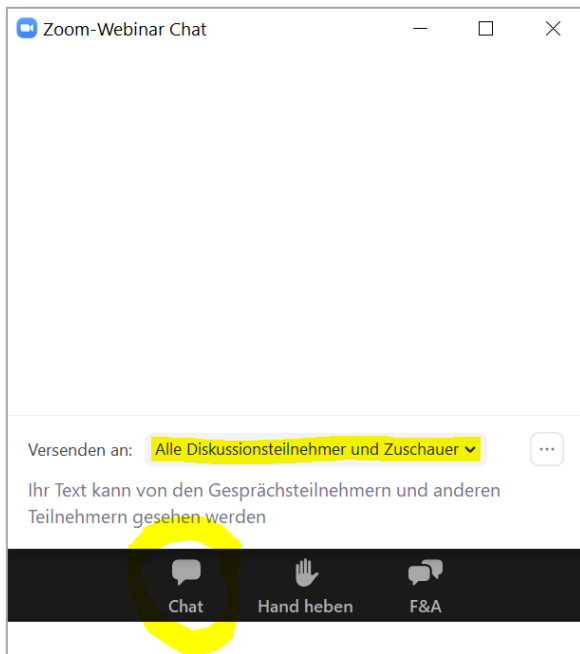 Zoom-Webinar Chat
Versenden an: Alle Diskussionsteilnehmer und Zuschauer
Ihr Text kann von den Gesprächsteilnehmern und anderen
Teilnehmern gesehen werden
Chat Hand heben F&A